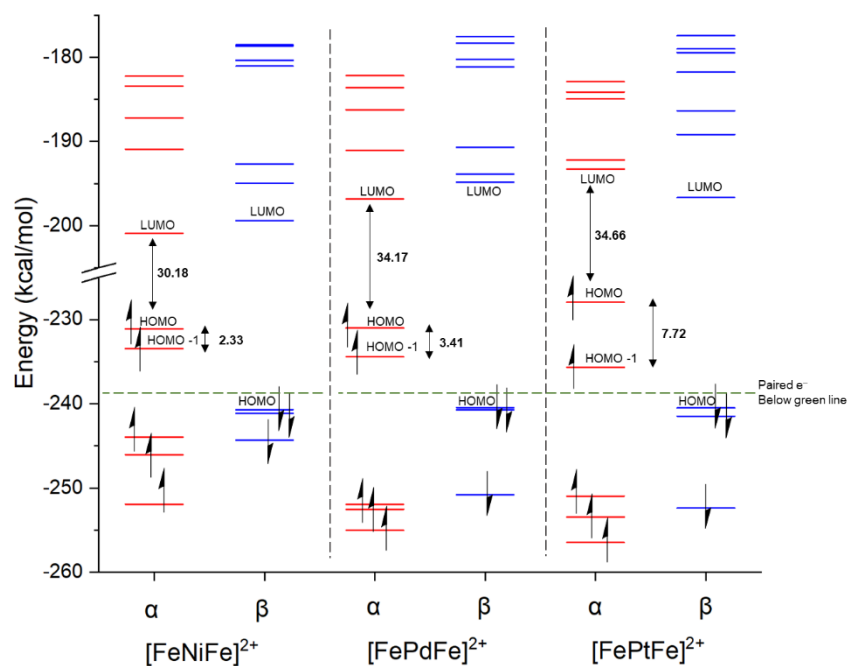 Energy (kcal/mol)
-180
-190
-200
-230
-240
-250
-260
LUMO
30.18
HOMO
HOMO -1
2.33
LUMO
HOMO
LUMO
34.17
HOMO
HOMO -1
3.41
LUMO
HOMO
LUMO
34.66
HOMO
HOMO -1
7.72
LUMO
HOMO
Paired e⁻
Below green line
α
β
α
β
α
β
[FeNiFe]²⁺
[FePdFe]²⁺
[FePtFe]²⁺